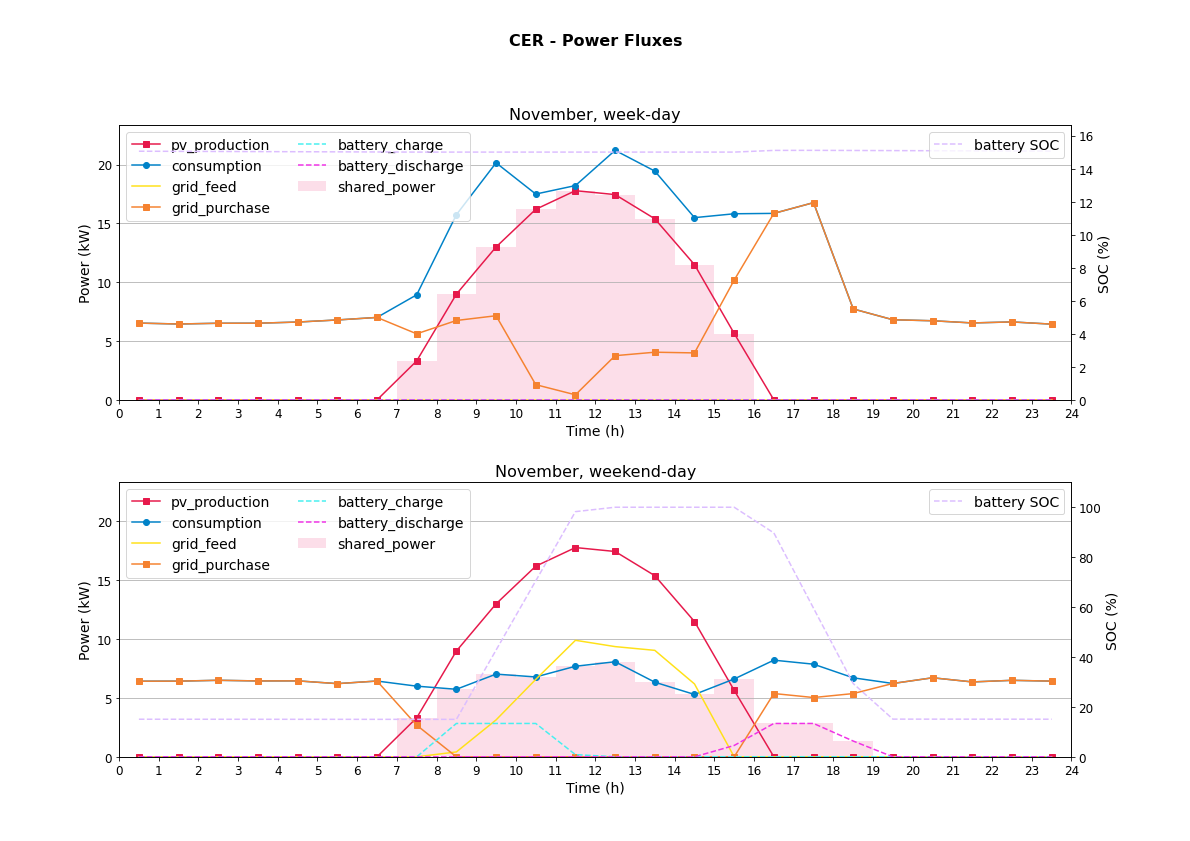 CER - Power Fluxes
November, week-day
pv_production
consumption
grid_feed
grid_purchase
battery_charge
battery_discharge
shared_power
battery SOC
Power (kW)
20
15
10
5
0
SOC (%)
16
14
12
10
8
6
4
2
0
0 1 2 3 4 5 6 7 8 9 10 11 12 13 14 15 16 17 18 19 20 21 22 23 24
Time (h)
November, weekend-day
pv_production
consumption
grid_feed
grid_purchase
battery_charge
battery_discharge
shared_power
battery SOC
Power (kW)
20
15
10
5
0
SOC (%)
100
80
60
40
20
0
0 1 2 3 4 5 6 7 8 9 10 11 12 13 14 15 16 17 18 19 20 21 22 23 24
Time (h)